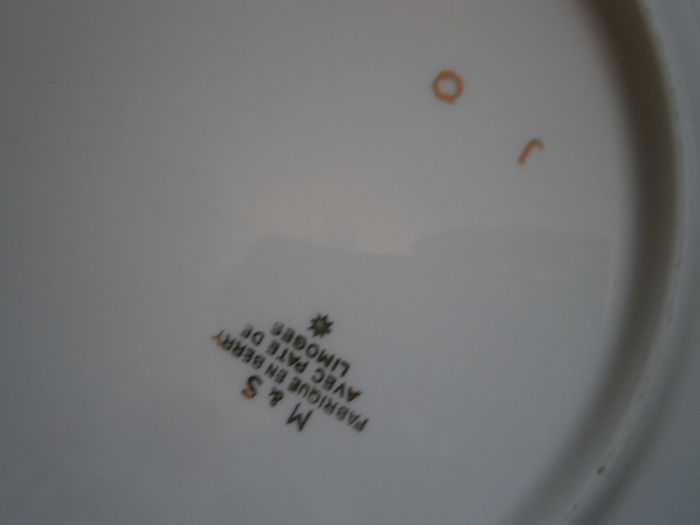 M & S
FABRIQUE EN BERRY
AVEC PATE DE
LIMOGES